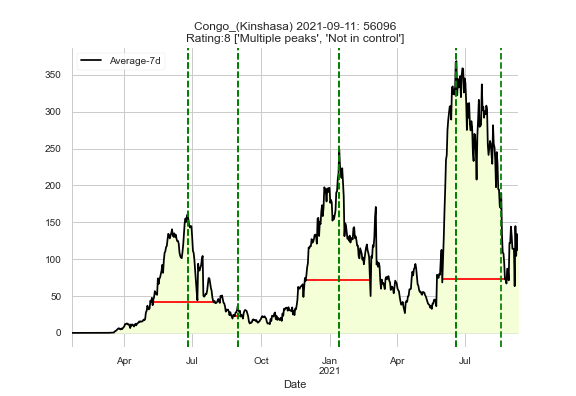 Congo_(Kinshasa) 2021-09-11: 56096
Rating:8 ['Multiple peaks', 'Not in control']
Average-7d
350
300
250
200
150
100
50
0
Apr Jul Oct Jan Apr Jul
2021
Date